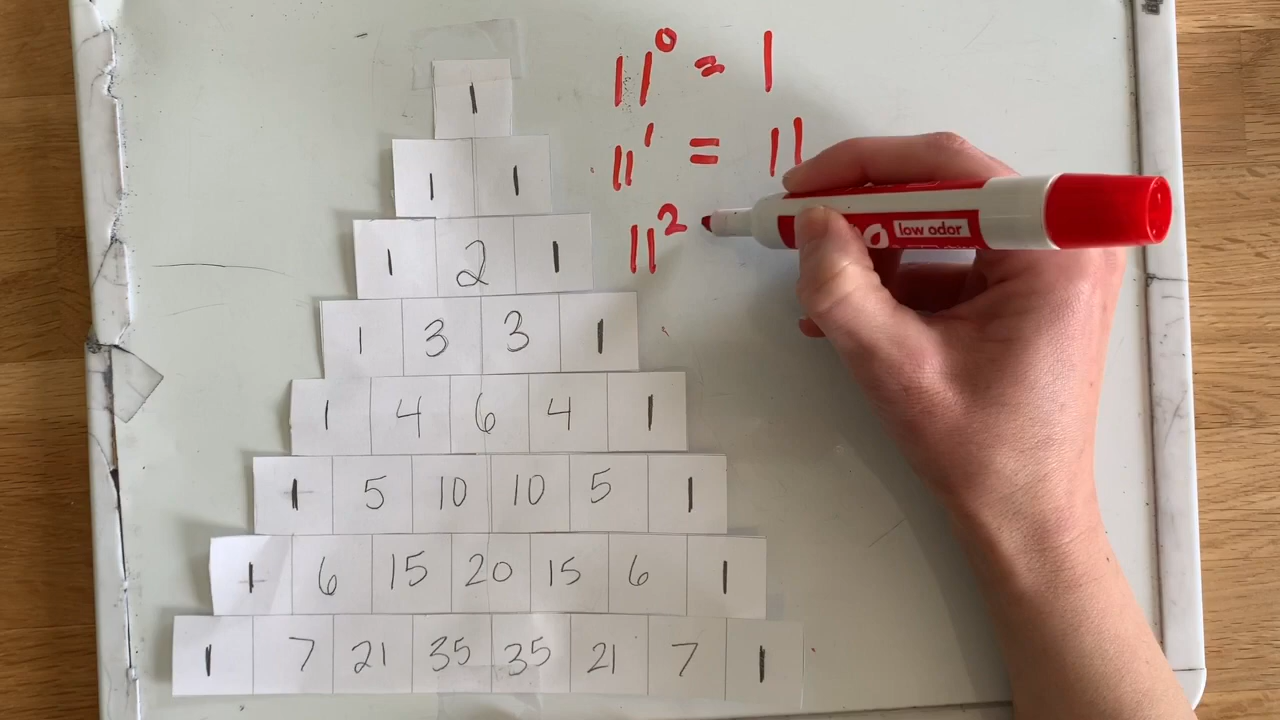 1
1 1
1 2 1
1 3 3 1
1 4 6 4 1
1 5 10 10 5 1
1 6 15 20 15 6 1
1 7 21 35 35 21 7 1
11⁰ = 1
11¹ = 11
11²
low odor